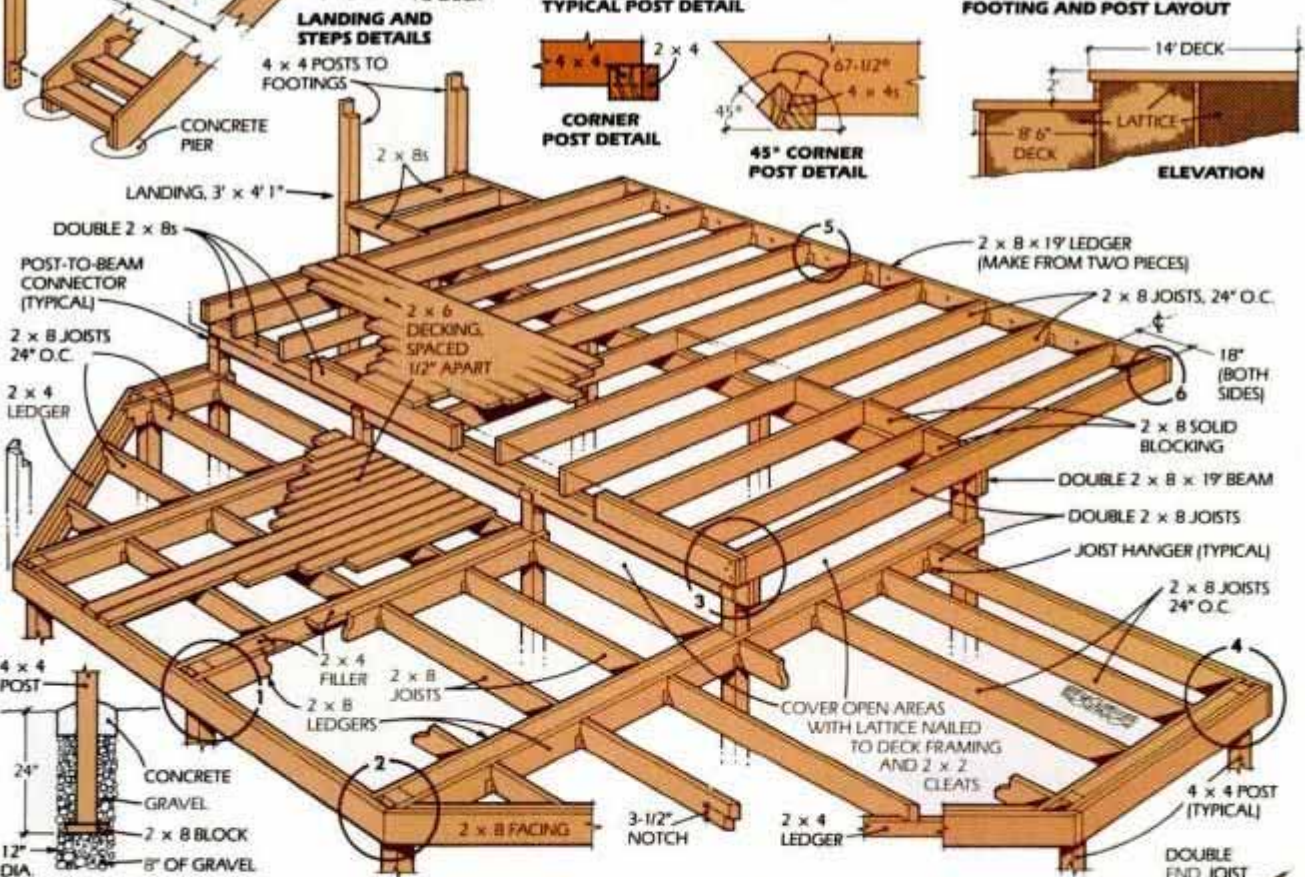 LANDING AND
STEPS DETAILS
TYPICAL POST DETAIL
FOOTING AND POST LAYOUT
4 × 4 POSTS TO
FOOTINGS
CONCRETE
PIER
4 × 4
2 × 4
CORNER
POST DETAIL
67-1/2°
4 × 4s
45°
45° CORNER
POST DETAIL
14' DECK
2'
LATTICE
8' 6"
DECK
ELEVATION
2 × 8s
LANDING, 3' × 4' 1"
DOUBLE 2 × 8s
POST-TO-BEAM
CONNECTOR
(TYPICAL)
2 × 8 JOISTS
24" O.C.
2 × 4
LEDGER
2 × 6
DECKING,
SPACED
1/2" APART
5
2 × 8 × 19' LEDGER
(MAKE FROM TWO PIECES)
2 × 8 JOISTS, 24" O.C.
18"
(BOTH
SIDES)
6
2 × 8 SOLID
BLOCKING
DOUBLE 2 × 8 × 19' BEAM
DOUBLE 2 × 8 JOISTS
JOIST HANGER (TYPICAL)
2 × 8 JOISTS
24" O.C.
3
4
1
2
2 × 4
FILLER
2 × 8
JOISTS
2 × 8
LEDGERS
COVER OPEN AREAS
WITH LATTICE NAILED
TO DECK FRAMING
AND 2 × 2
CLEATS
4 × 4
POST
24"
CONCRETE
GRAVEL
2 × 8 BLOCK
12"
DIA.
8" OF GRAVEL
2 × 8 FACING
3-1/2"
NOTCH
2 × 4
LEDGER
4 × 4 POST
(TYPICAL)
DOUBLE
END JOIST